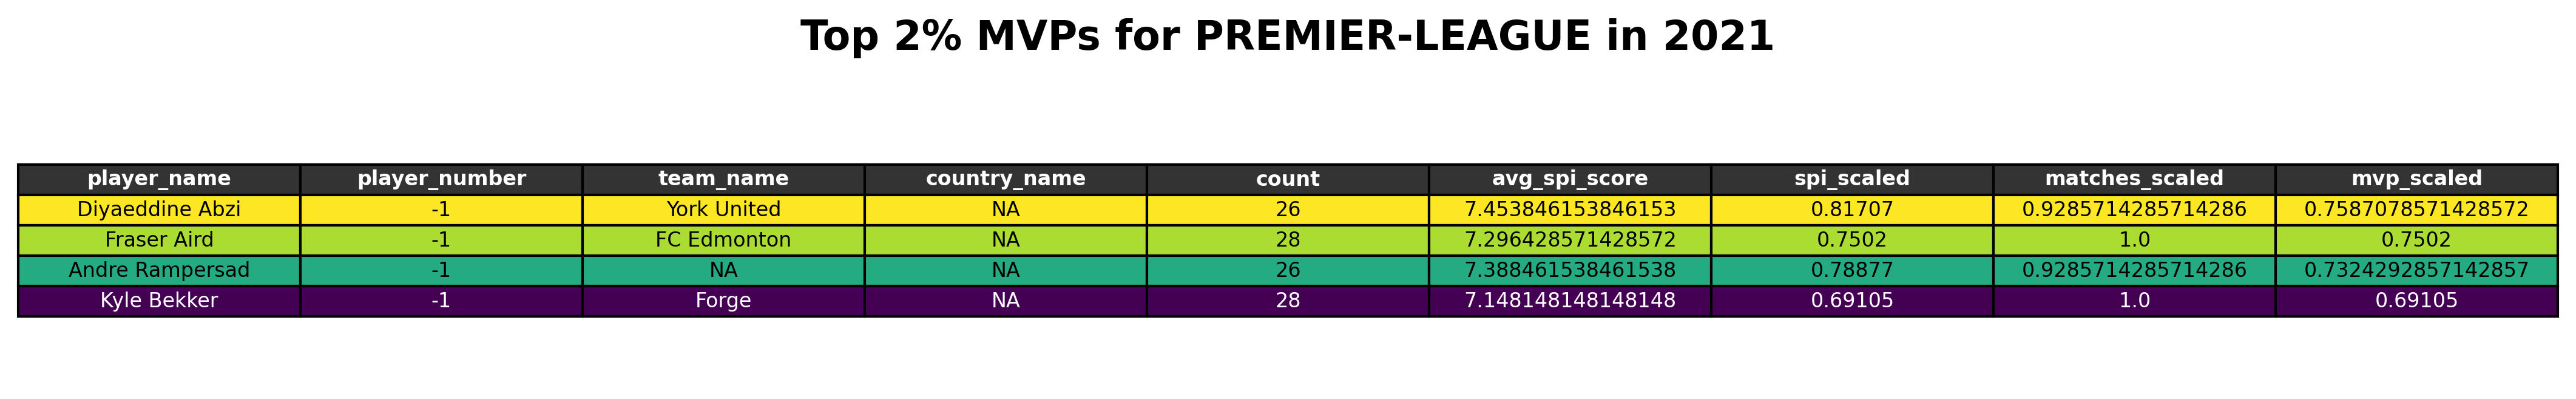 Top 2% MVPs for PREMIER-LEAGUE in 2021
player_name player_number team_name country_name count avg_spi_score spi_scaled matches_scaled mvp_scaled
Diyaeddine Abzi -1 York United NA 26 7.453846153846153 0.81707 0.9285714285714286 0.7587078571428572
Fraser Aird -1 FC Edmonton NA 28 7.296428571428572 0.7502 1.0 0.7502
Andre Rampersad -1 NA NA 26 7.388461538461538 0.78877 0.9285714285714286 0.7324292857142857
Kyle Bekker -1 Forge NA 28 7.148148148148148 0.69105 1.0 0.69105